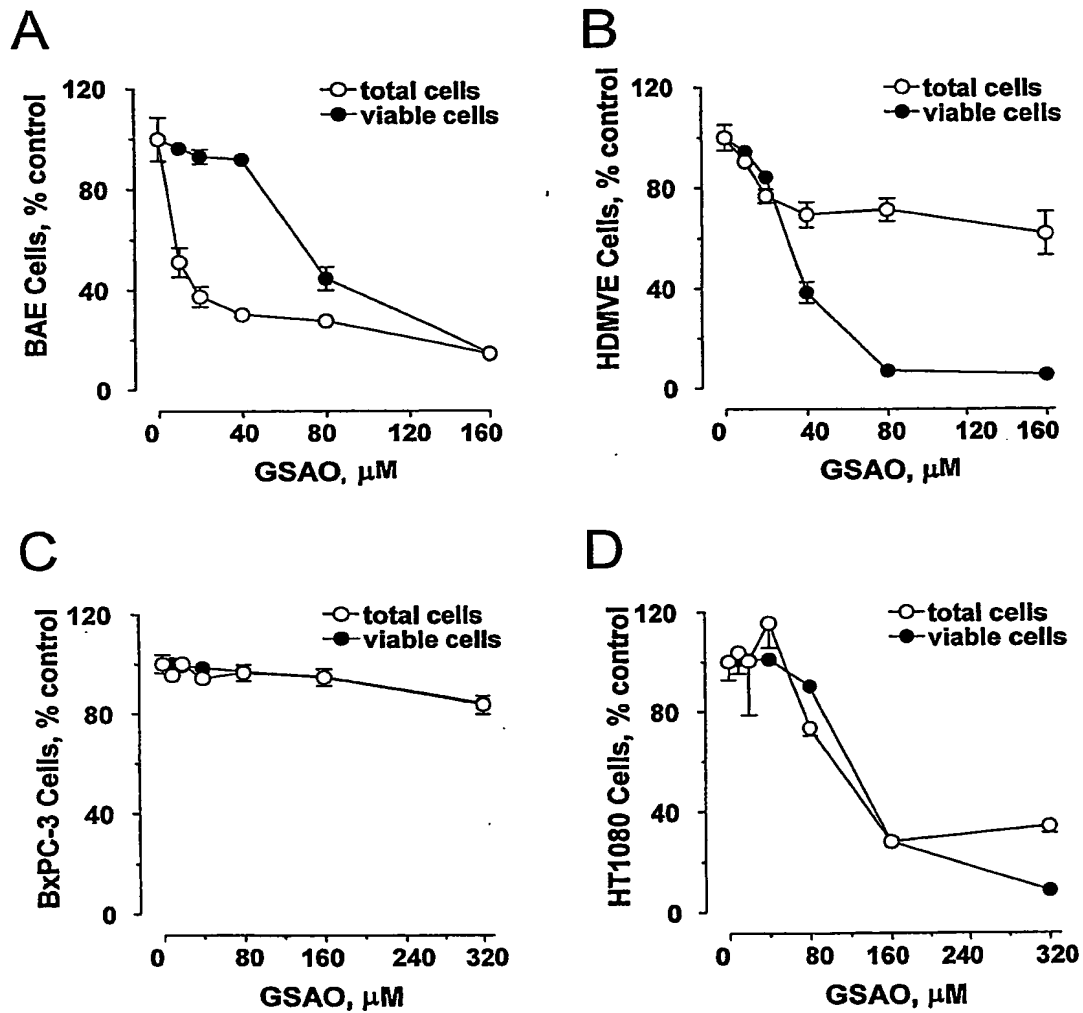 A
BAE Cells, % control
120
80
40
0
total cells
viable cells
0 40 80 120 160
GSAO, μM
B
HDMVE Cells, % control
120
80
40
0
total cells
viable cells
0 40 80 120 160
GSAO, μM
C
BxPC-3 Cells, % control
120
80
40
0
total cells
viable cells
0 80 160 240 320
GSAO, μM
D
HT1080 Cells, % control
120
80
40
0
total cells
viable cells
0 80 160 240 320
GSAO, μM